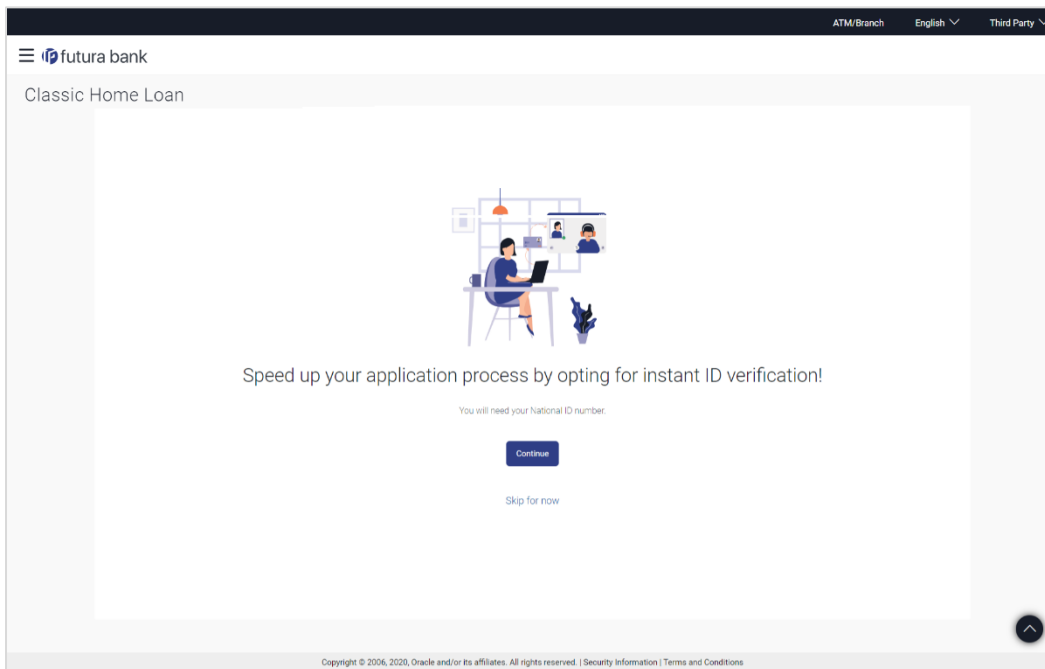 ATM/Branch English Third Party
futura bank
Classic Home Loan
Speed up your application process by opting for instant ID verification!
You will need your National ID number.
Continue
Skip for now
Copyright © 2006, 2020, Oracle and/or its affiliates. All rights reserved. | Security Information | Terms and Conditions